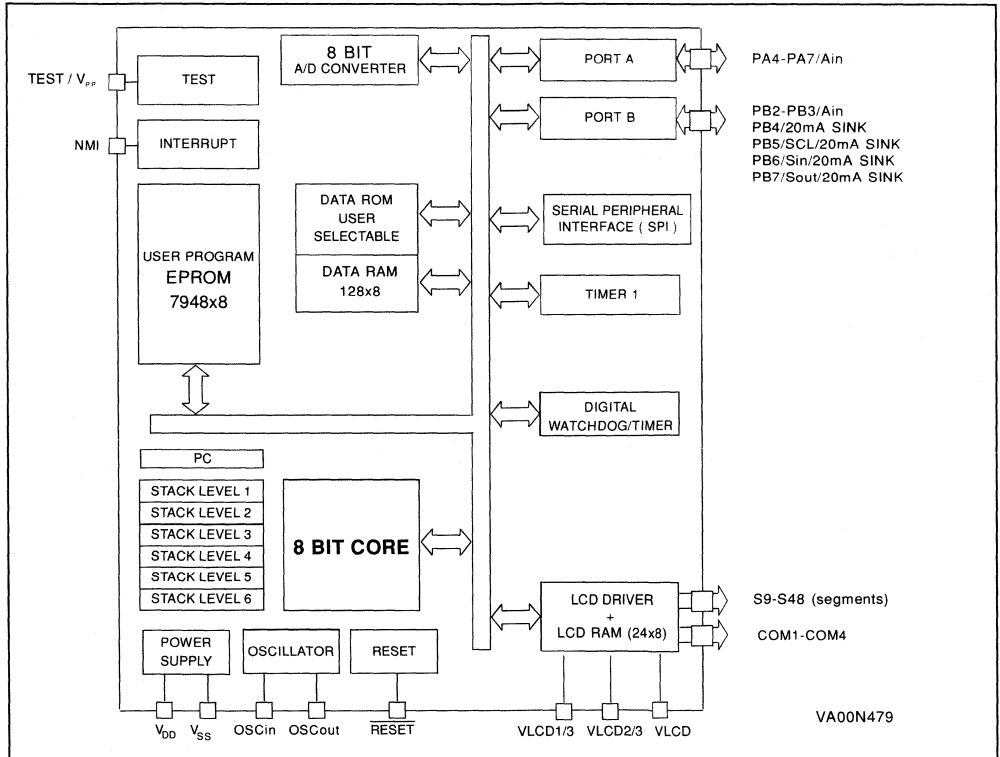 8 BIT
A/D CONVERTER
PORT A
PA4-PA7/Ain
TEST / VPP
TEST
PORT B
PB2-PB3/Ain
PB4/20mA SINK
PB5/SCL/20mA SINK
PB6/Sin/20mA SINK
PB7/Sout/20mA SINK
NMI
INTERRUPT
DATA ROM
USER
SELECTABLE
SERIAL PERIPHERAL
INTERFACE ( SPI )
USER PROGRAM
EPROM
7948x8
DATA RAM
128x8
TIMER 1
DIGITAL
WATCHDOG/TIMER
PC
STACK LEVEL 1
STACK LEVEL 2
STACK LEVEL 3
STACK LEVEL 4
STACK LEVEL 5
STACK LEVEL 6
8 BIT CORE
LCD DRIVER
+
LCD RAM (24x8)
S9-S48 (segments)
COM1-COM4
POWER
SUPPLY
OSCILLATOR
RESET
VDD
VSS
OSCin
OSCout
RESET
VLCD1/3
VLCD2/3
VLCD
VA00N479